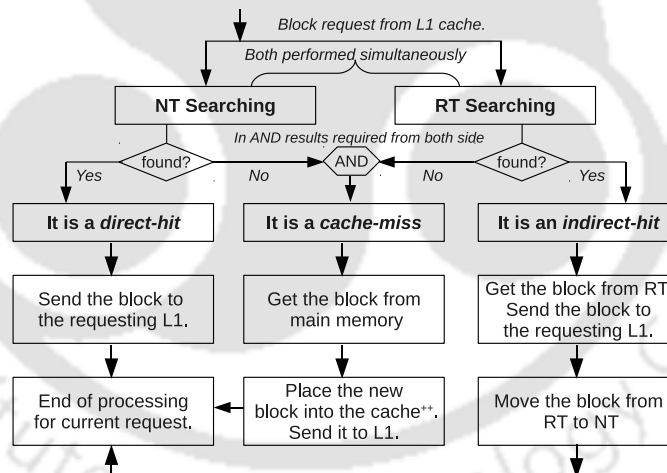 Block request from L1 cache.
Both performed simultaneously
NT Searching
RT Searching
In AND results required from both side
found?
AND
found?
Yes
No
No
Yes
It is a direct-hit
It is a cache-miss
It is an indirect-hit
Send the block to
the requesting L1.
Get the block from
main memory
Get the block from RT
Send the block to
the requesting L1.
End of processing
for current request.
Place the new
block into the cache⁺⁺.
Send it to L1.
Move the block from
RT to NT